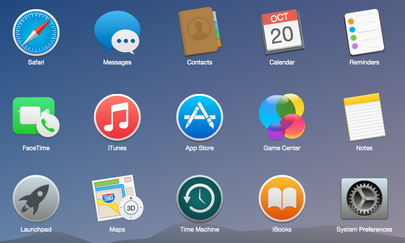 OCT
20
Safari
Messages
Contacts
Calendar
Reminders
FaceTime
iTunes
App Store
Game Center
Notes
280
3D
Launchpad
Maps
Time Machine
iBooks
System Preferences